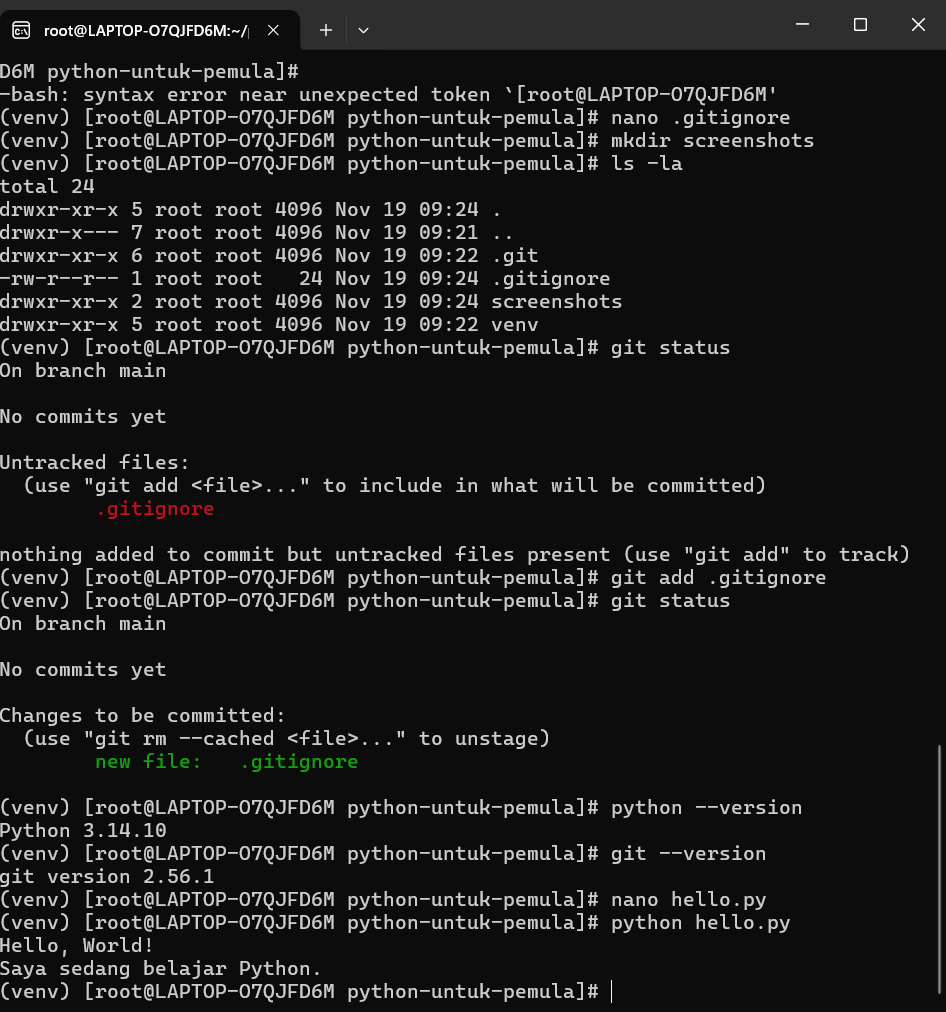 root@LAPTOP-O7QJFD6M:~/
D6M python-untuk-pemula]#
-bash: syntax error near unexpected token `[root@LAPTOP-O7QJFD6M'
(venv) [root@LAPTOP-O7QJFD6M python-untuk-pemula]# nano .gitignore
(venv) [root@LAPTOP-O7QJFD6M python-untuk-pemula]# mkdir screenshots
(venv) [root@LAPTOP-O7QJFD6M python-untuk-pemula]# ls -la
total 24
drwxr-xr-x 5 root root 4096 Nov 19 09:24 .
drwxr-x--- 7 root root 4096 Nov 19 09:21 ..
drwxr-xr-x 6 root root 4096 Nov 19 09:22 .git
-rw-r--r-- 1 root root   24 Nov 19 09:24 .gitignore
drwxr-xr-x 2 root root 4096 Nov 19 09:24 screenshots
drwxr-xr-x 5 root root 4096 Nov 19 09:22 venv
(venv) [root@LAPTOP-O7QJFD6M python-untuk-pemula]# git status
On branch main
No commits yet
Untracked files:
  (use "git add <file>..." to include in what will be committed)
        .gitignore
nothing added to commit but untracked files present (use "git add" to track)
(venv) [root@LAPTOP-O7QJFD6M python-untuk-pemula]# git add .gitignore
(venv) [root@LAPTOP-O7QJFD6M python-untuk-pemula]# git status
On branch main
No commits yet
Changes to be committed:
  (use "git rm --cached <file>..." to unstage)
        new file:   .gitignore
(venv) [root@LAPTOP-O7QJFD6M python-untuk-pemula]# python --version
Python 3.14.10
(venv) [root@LAPTOP-O7QJFD6M python-untuk-pemula]# git --version
git version 2.56.1
(venv) [root@LAPTOP-O7QJFD6M python-untuk-pemula]# nano hello.py
(venv) [root@LAPTOP-O7QJFD6M python-untuk-pemula]# python hello.py
Hello, World!
Saya sedang belajar Python.
(venv) [root@LAPTOP-O7QJFD6M python-untuk-pemula]#